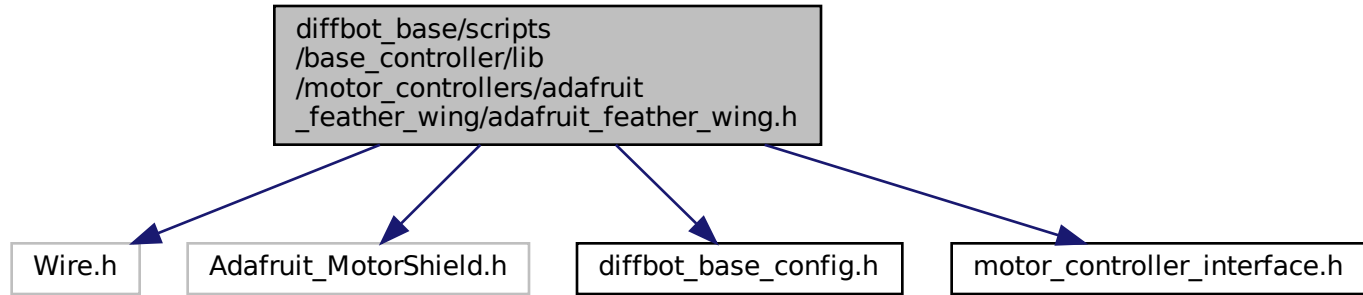 diffbot_base/scripts
/base_controller/lib
/motor_controllers/adafruit
_feather_wing/adafruit_feather_wing.h
Wire.h
Adafruit_MotorShield.h
diffbot_base_config.h
motor_controller_interface.h